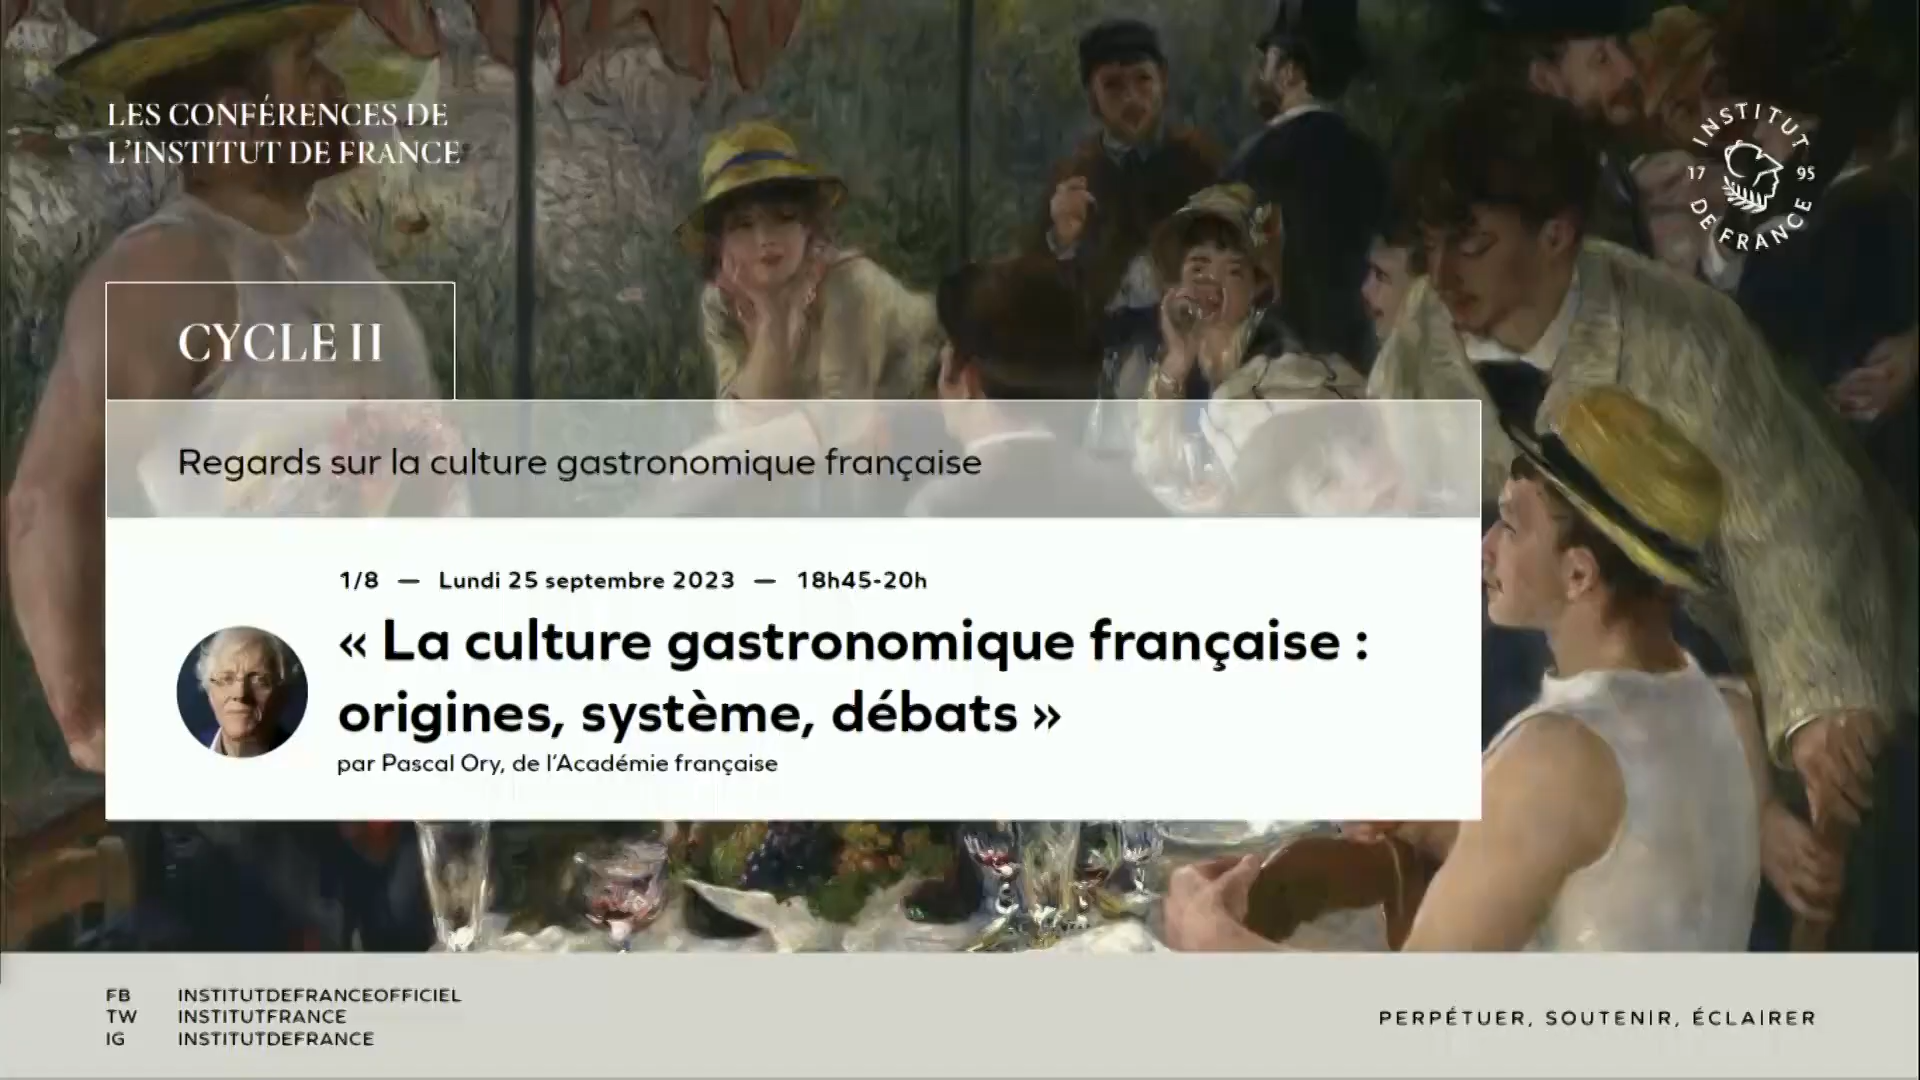 LES CONFÉRENCES DE
L'INSTITUT DE FRANCE
INSTITUT
17 95
DE FRANCE
CYCLE II
Regards sur la culture gastronomique française
1/8 — Lundi 25 septembre 2023 — 18h45-20h
« La culture gastronomique française :
origines, système, débats »
par Pascal Ory, de l'Académie française
FB INSTITUTDEFRANCEOFFICIEL
TW INSTITUTFRANCE
IG INSTITUTDEFRANCE
PERPÉTUER, SOUTENIR, ÉCLAIRER